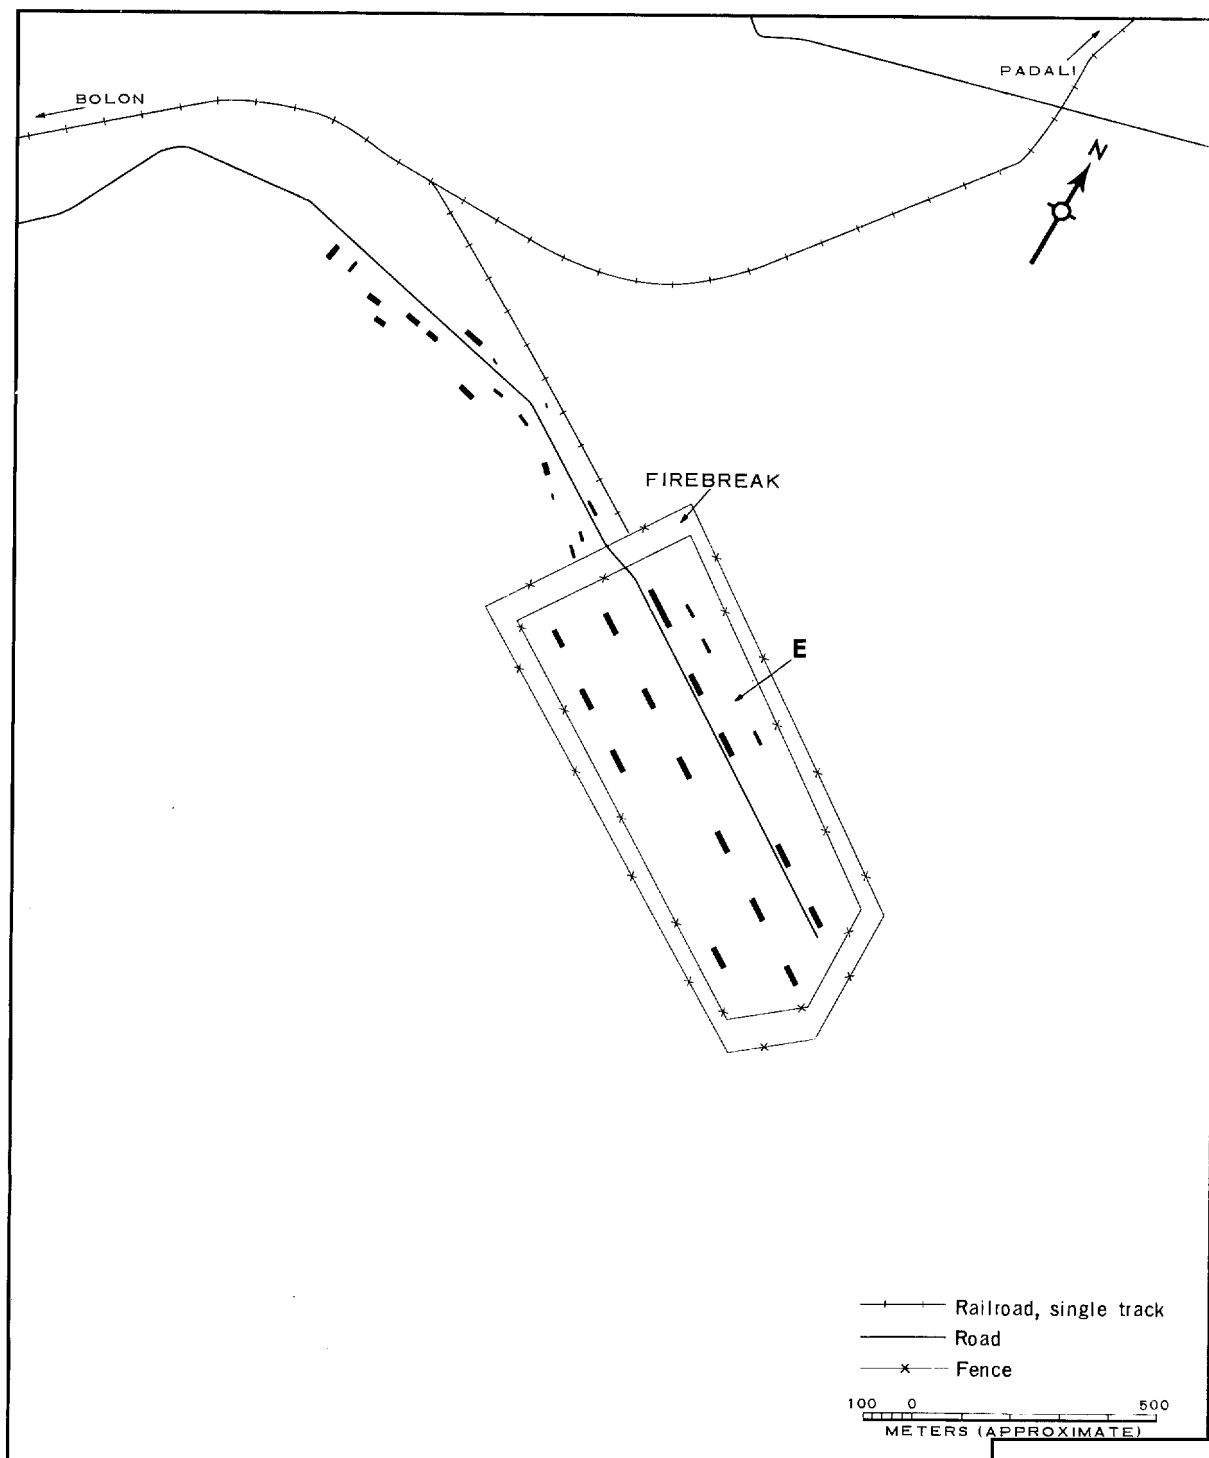 PADALI
BOLON
N
FIREBREAK
E
Railroad, single track
Road
Fence
100 0 500
METERS (APPROXIMATE)